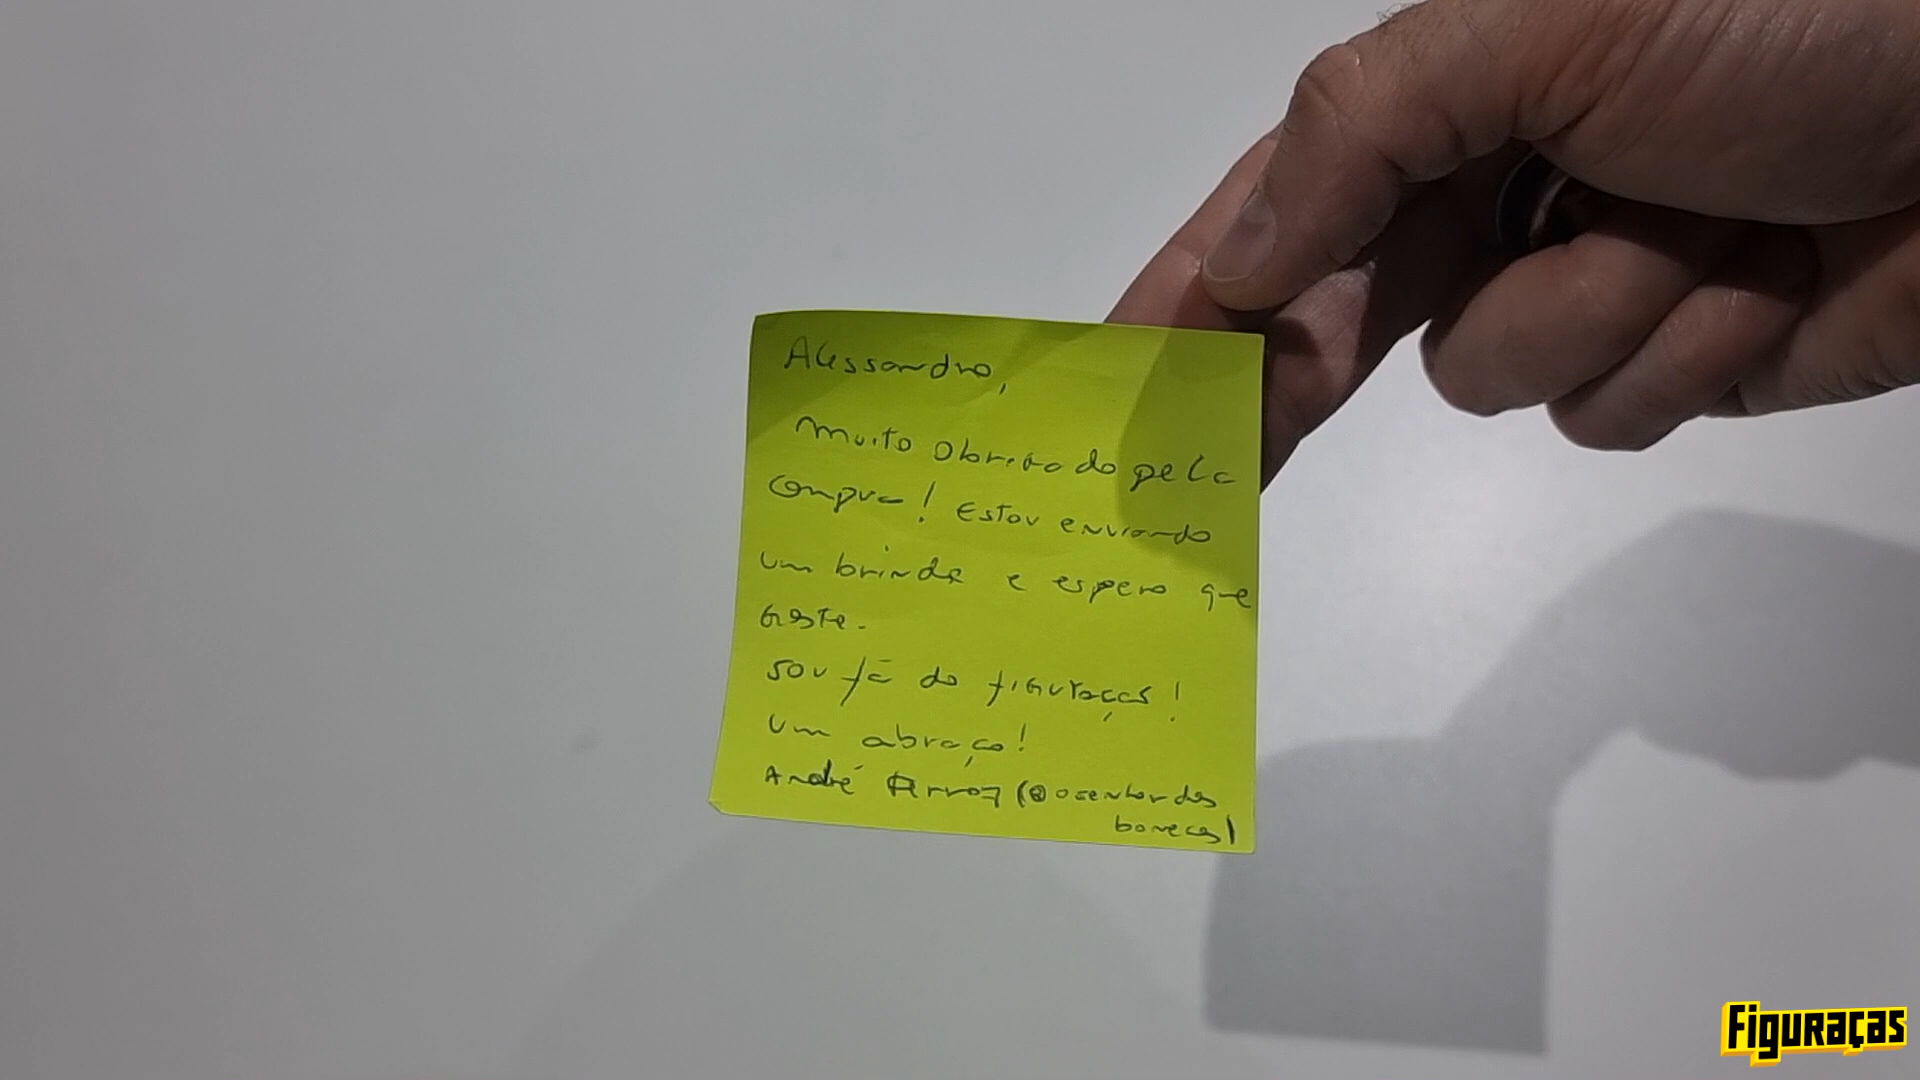 Alessandro,
Muito obrigado pela
compra! Estou enviando
um brinde e espero que
goste.
Sou fã do Figuraças!
Um abraço!
André (@osenhordos
bonecos)
Figuraças